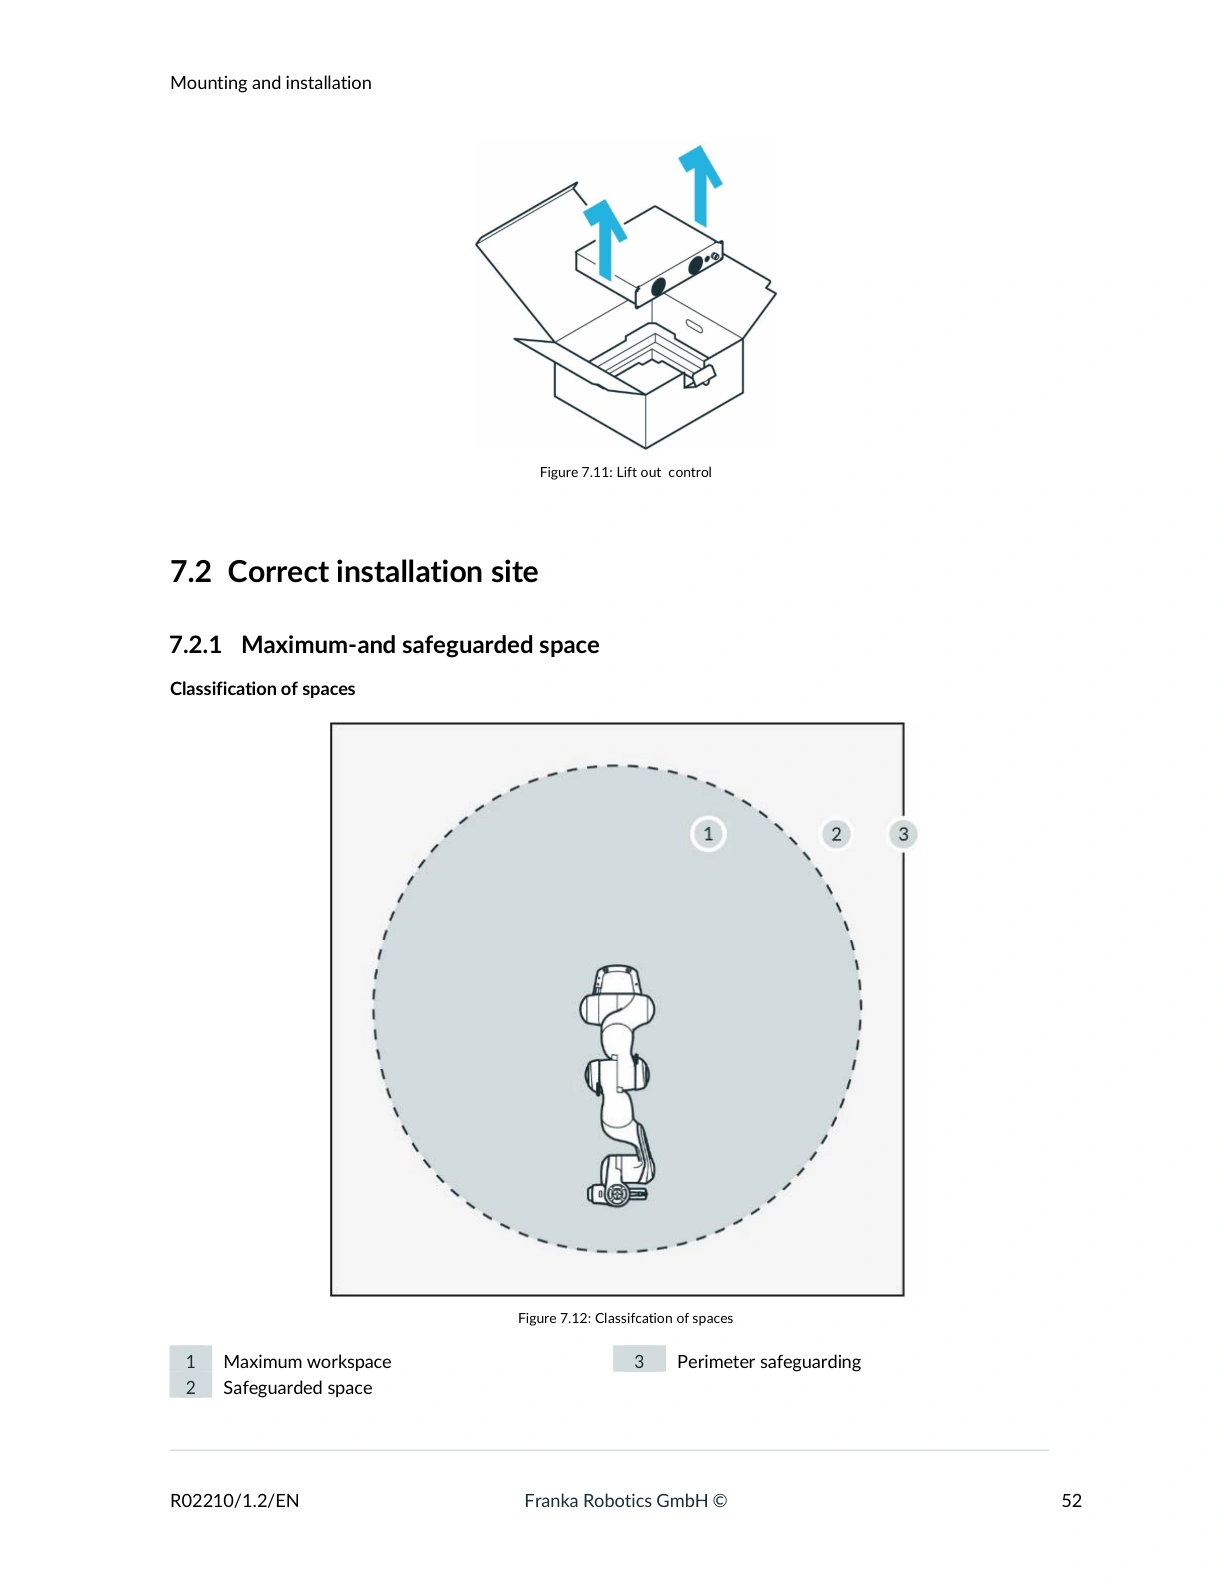 Mounting and installation
Figure 7.11: Lift out control
7.2 Correct installation site
7.2.1 Maximum-and safeguarded space
Classification of spaces
1 2 3
Figure 7.12: Classifcation of spaces
1 Maximum workspace 3 Perimeter safeguarding
2 Safeguarded space
R02210/1.2/EN Franka Robotics GmbH © 52